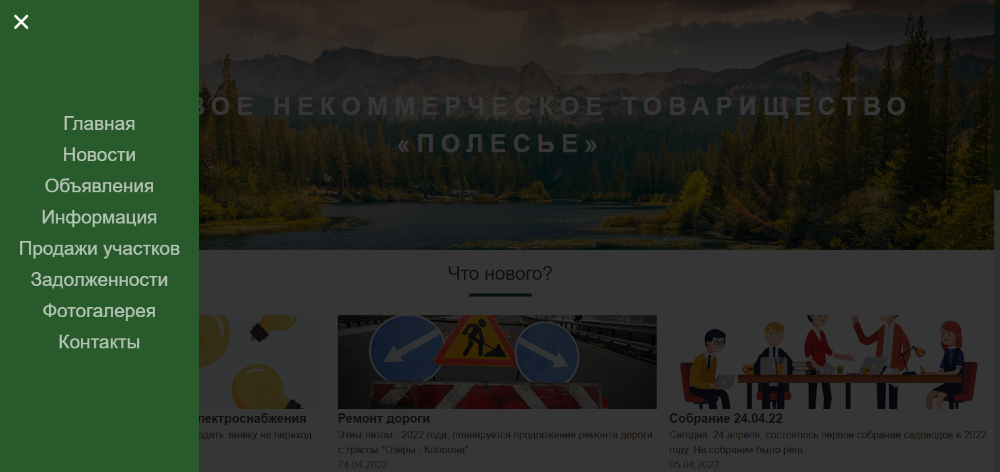 Главная
Новости
Объявления
Информация
Продажи участков
Задолженности
Фотогалерея
Контакты
НЕКОММЕРЧЕСКОЕ ТОВАРИЩЕСТВО
«ПОЛЕСЬЕ»
Что нового?
лектроснабжения
одать заявку на переход
Ремонт дороги
Этим летом - 2022 года, планируется продолжение ремонта дороги
с трассы "Озёры - Коломна"....
24.04.2022
Собрание 24.04.22
Сегодня, 24 апреля, состоялось первое собрание садоводов в 2022
году. На собрании было реш...
05.04.2022